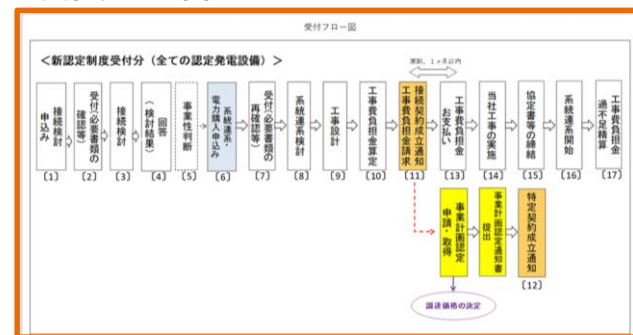 受付フロー図
＜新認定制度受付分（全ての認定発電設備）＞
原則、1ヶ月以内
接続検討
申込み
受付（必要書類の
確認等）
接続検討
回答
（検討結果）
事業性判断
系統連系・
電力購入申込み
受付（必要書類の
再確認等）
系統連系検討
工事設計
工事費負担金算定
接続契約成立通知
工事費負担金請求
工事費負担金
お支払い
当社工事の実施
協定書等の締結
系統連系開始
工事費負担金
過不足精算
〔1〕
〔2〕
〔3〕
〔4〕
〔5〕
〔6〕
〔7〕
〔8〕
〔9〕
〔10〕
〔11〕
〔13〕
〔14〕
〔15〕
〔16〕
〔17〕
事業計画認定
申請・取得
事業計画認定通知書
提出
特定契約成立通知
〔12〕
調達価格の決定